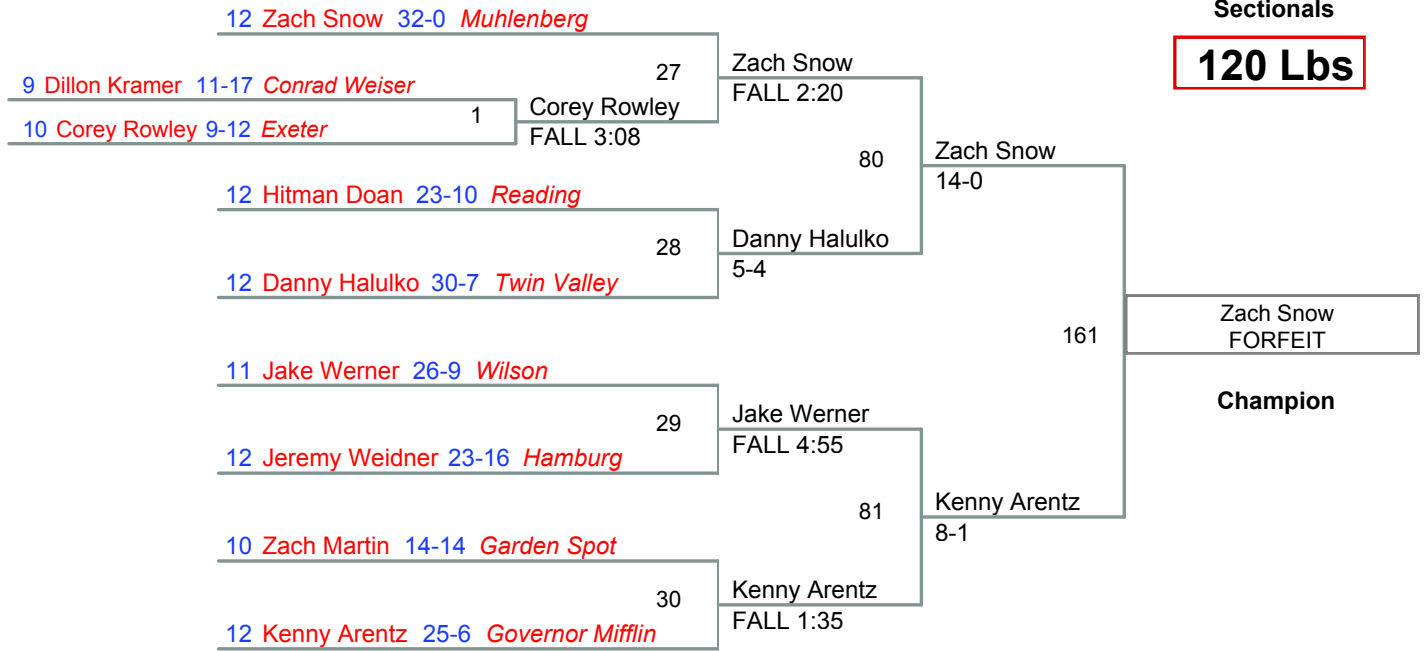 12 Zach Snow 32-0 Muhlenberg
Sectionals
120 Lbs
27
Zach Snow
FALL 2:20
9 Dillon Kramer 11-17 Conrad Weiser
1
Corey Rowley
FALL 3:08
10 Corey Rowley 9-12 Exeter
80
Zach Snow
14-0
12 Hitman Doan 23-10 Reading
28
Danny Halulko
5-4
12 Danny Halulko 30-7 Twin Valley
161
Zach Snow
FORFEIT
Champion
11 Jake Werner 26-9 Wilson
29
Jake Werner
FALL 4:55
12 Jeremy Weidner 23-16 Hamburg
81
Kenny Arentz
8-1
10 Zach Martin 14-14 Garden Spot
30
Kenny Arentz
FALL 1:35
12 Kenny Arentz 25-6 Governor Mifflin